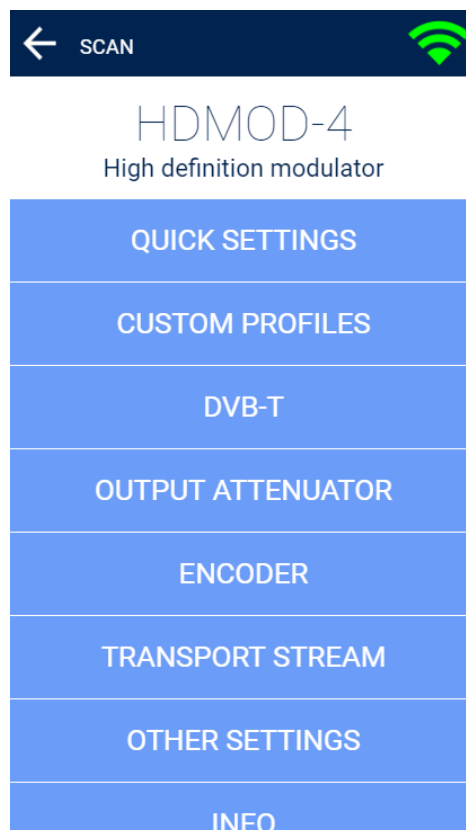 SCAN
HDMOD-4
High definition modulator
QUICK SETTINGS
CUSTOM PROFILES
DVB-T
OUTPUT ATTENUATOR
ENCODER
TRANSPORT STREAM
OTHER SETTINGS
INFO